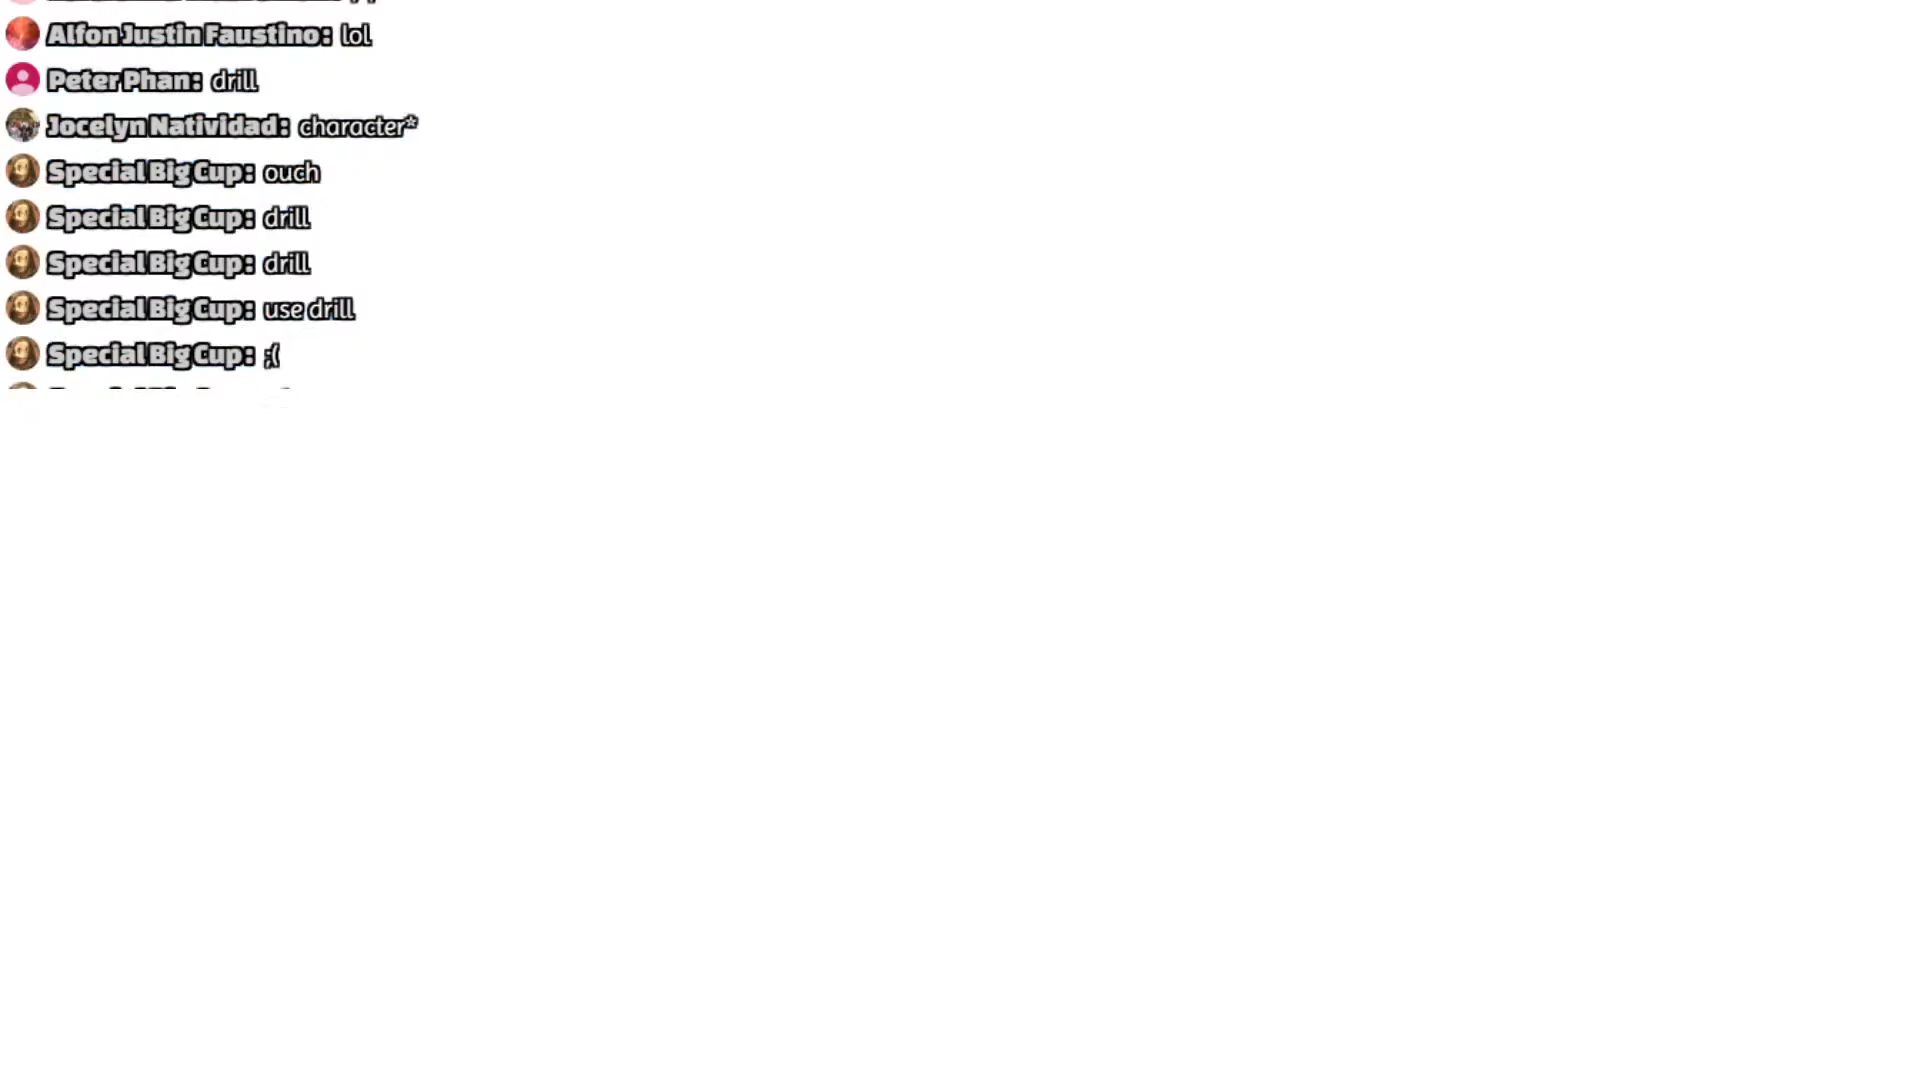 Alfon Justin Faustino: lol
Peter Phan: drill
Jocelyn Natividad: character*
Special Big Cup: ouch
Special Big Cup: drill
Special Big Cup: drill
Special Big Cup: use drill
Special Big Cup: ;(